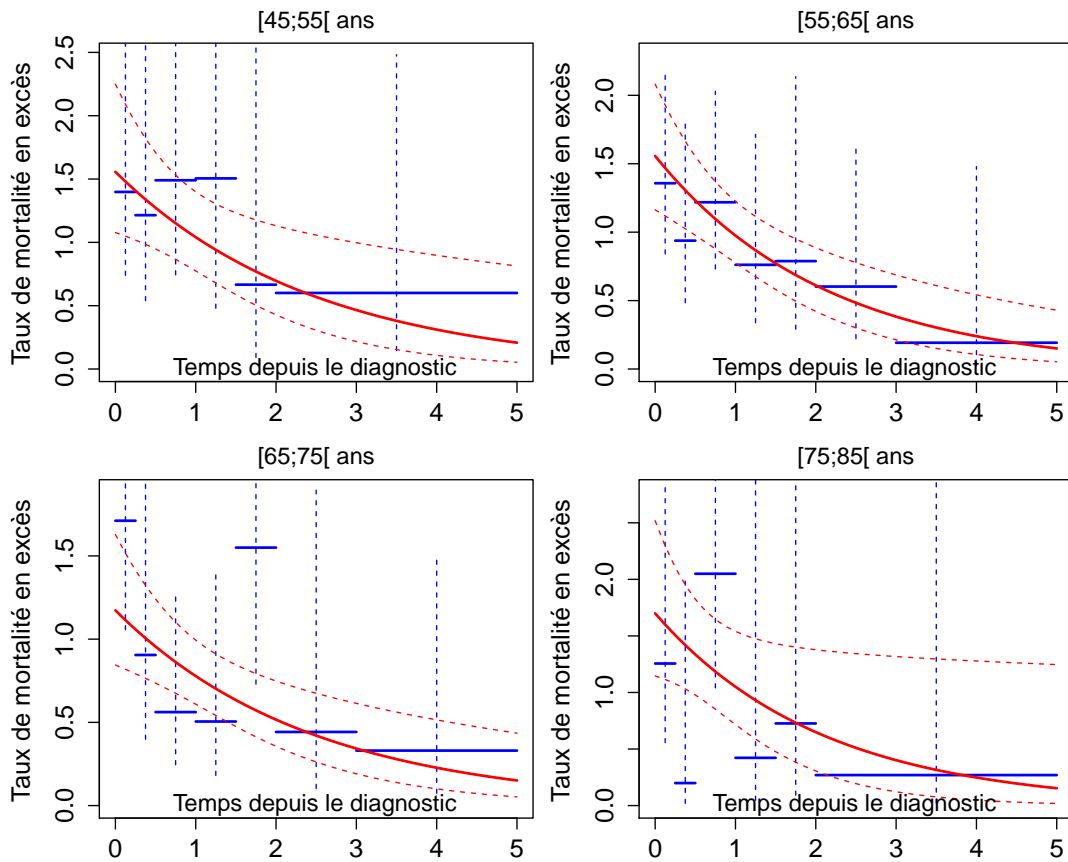 [45;55[ ans
Taux de mortalité en excès
0.0 0.5 1.0 1.5 2.0 2.5
Temps depuis le diagnostic
0 1 2 3 4 5
[55;65[ ans
Taux de mortalité en excès
0.0 0.5 1.0 1.5 2.0
Temps depuis le diagnostic
0 1 2 3 4 5
[65;75[ ans
Taux de mortalité en excès
0.0 0.5 1.0 1.5
Temps depuis le diagnostic
0 1 2 3 4 5
[75;85[ ans
Taux de mortalité en excès
0.0 1.0 2.0
Temps depuis le diagnostic
0 1 2 3 4 5